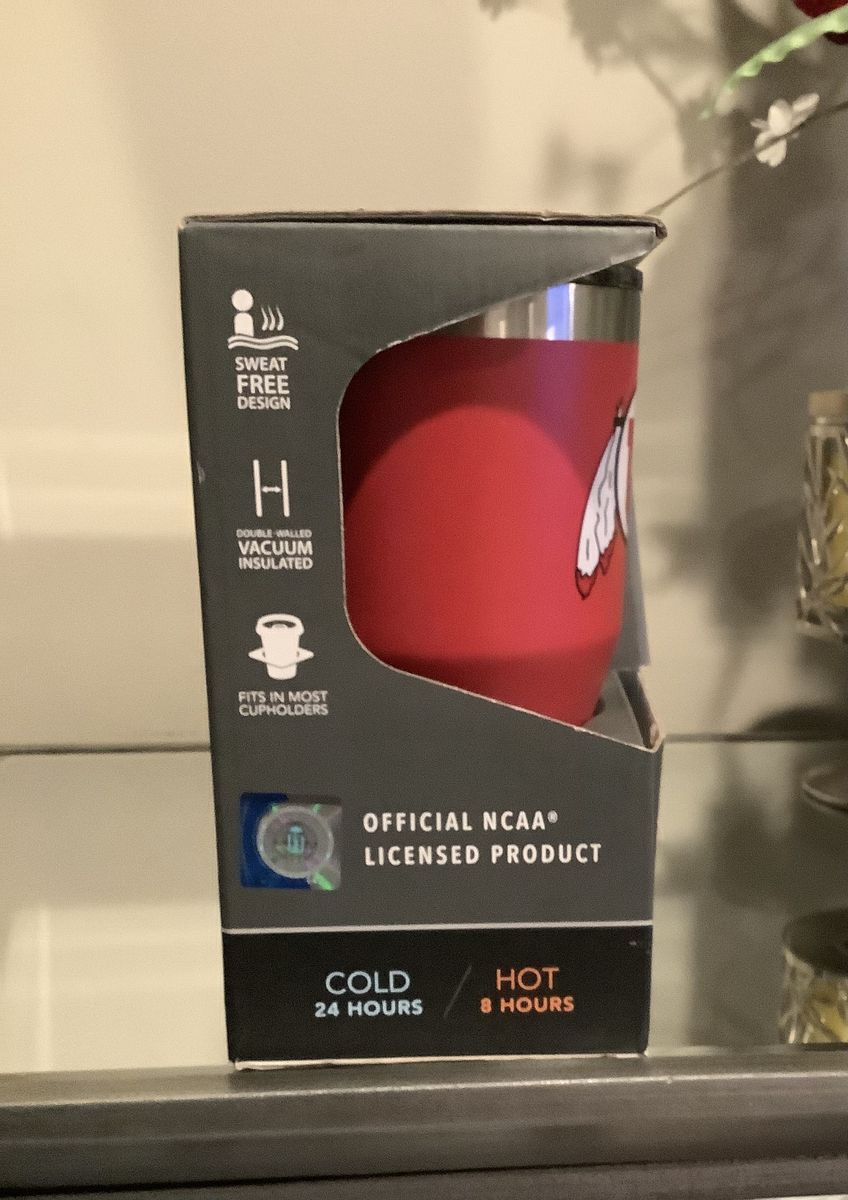 SWEAT
FREE
DESIGN
DOUBLE-WALLED
VACUUM
INSULATED
FITS IN MOST
CUPHOLDERS
OFFICIAL NCAA®
LICENSED PRODUCT
COLD / HOT
24 HOURS 8 HOURS